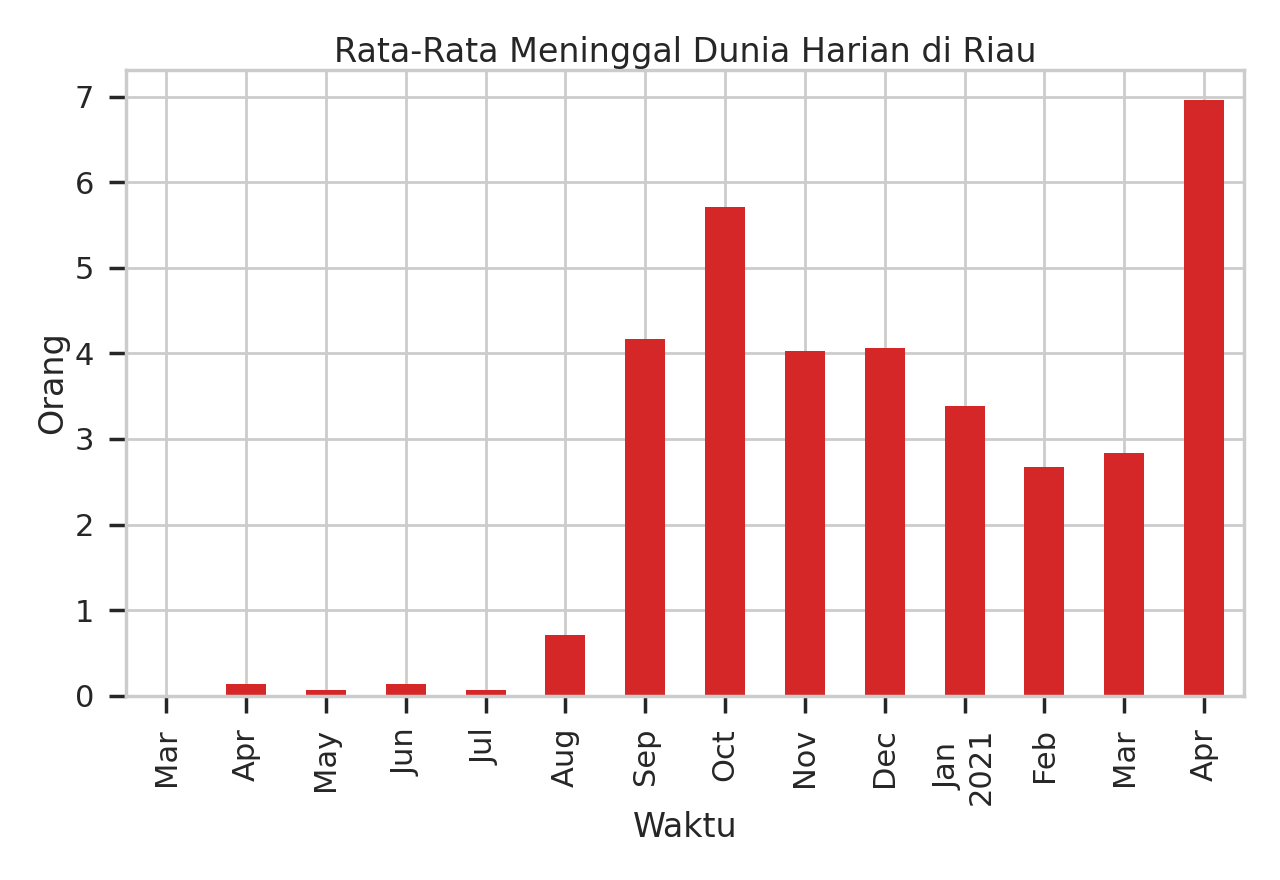 Rata-Rata Meninggal Dunia Harian di Riau
7
6
5
4
3
2
1
0
Orang
Mar
Apr
May
Jun
Jul
Aug
Sep
Oct
Nov
Dec
Jan
2021
Feb
Mar
Apr
Waktu